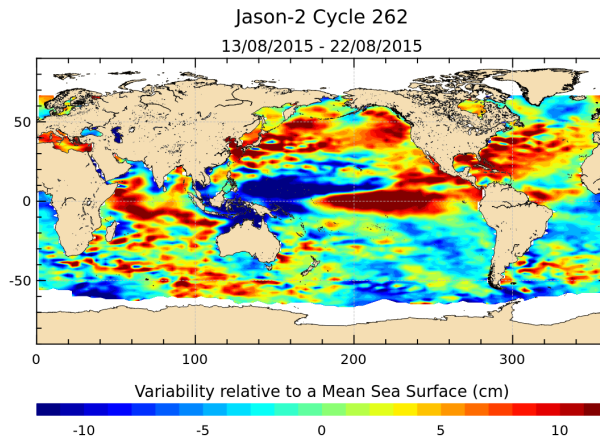 Jason-2 Cycle 262
13/08/2015 - 22/08/2015
50
0
-50
0 100 200 300
Variability relative to a Mean Sea Surface (cm)
-10 -5 0 5 10